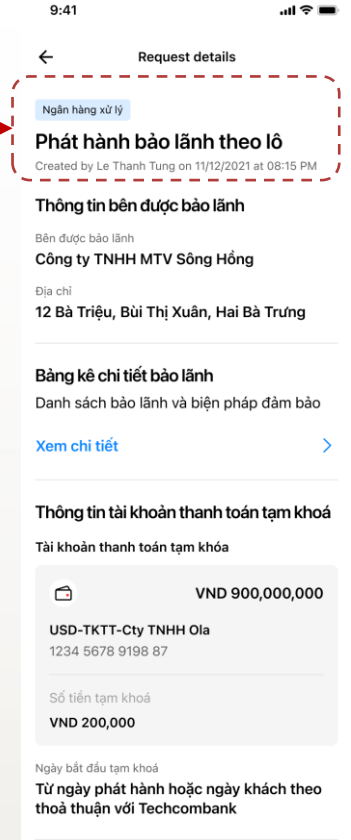 9:41
Request details
Ngân hàng xử lý
Phát hành bảo lãnh theo lô
Created by Le Thanh Tung on 11/12/2021 at 08:15 PM
Thông tin bên được bảo lãnh
Bên được bảo lãnh
Công ty TNHH MTV Sông Hồng
Địa chỉ
12 Bà Triệu, Bùi Thị Xuân, Hai Bà Trưng
Bảng kê chi tiết bảo lãnh
Danh sách bảo lãnh và biện pháp đảm bảo
Xem chi tiết
Thông tin tài khoản thanh toán tạm khoá
Tài khoản thanh toán tạm khóa
VND 900,000,000
USD-TKTT-Cty TNHH Ola
1234 5678 9198 87
Số tiền tạm khoá
VND 200,000
Ngày bắt đầu tạm khoá
Từ ngày phát hành hoặc ngày khách theo
thoả thuận với Techcombank